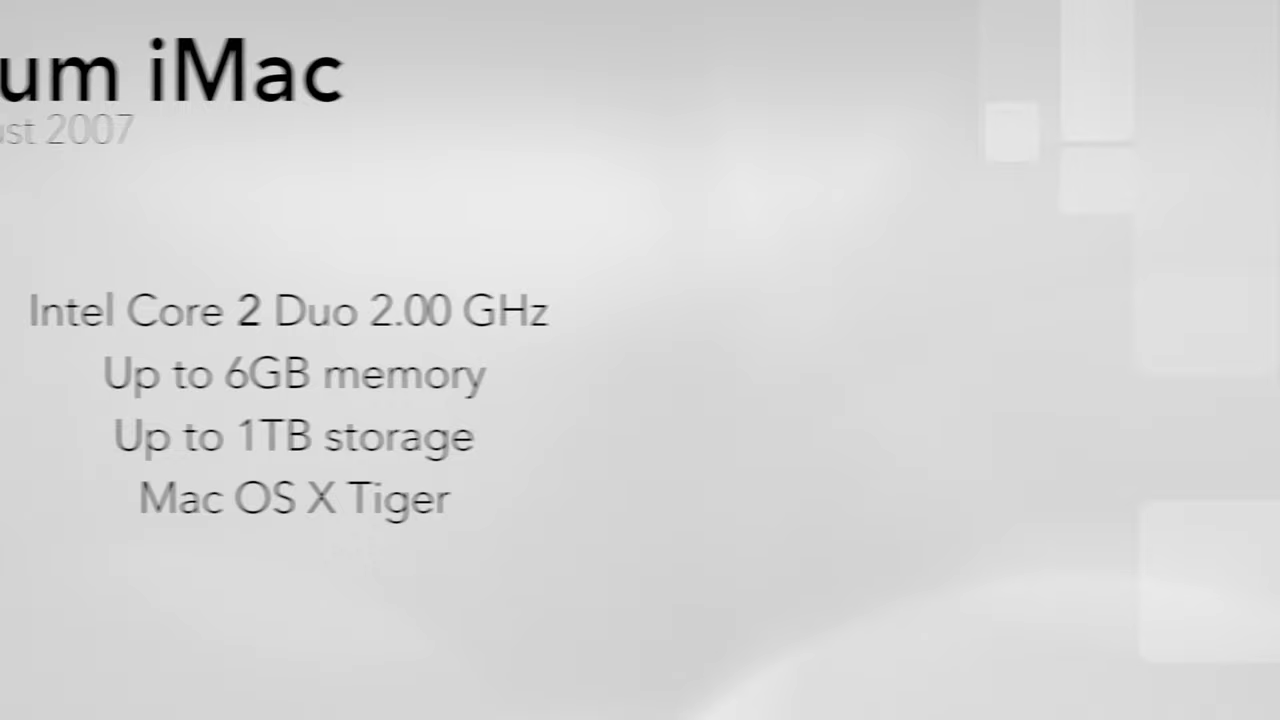 um iMac
ust 2007
Intel Core 2 Duo 2.00 GHz
Up to 6GB memory
Up to 1TB storage
Mac OS X Tiger